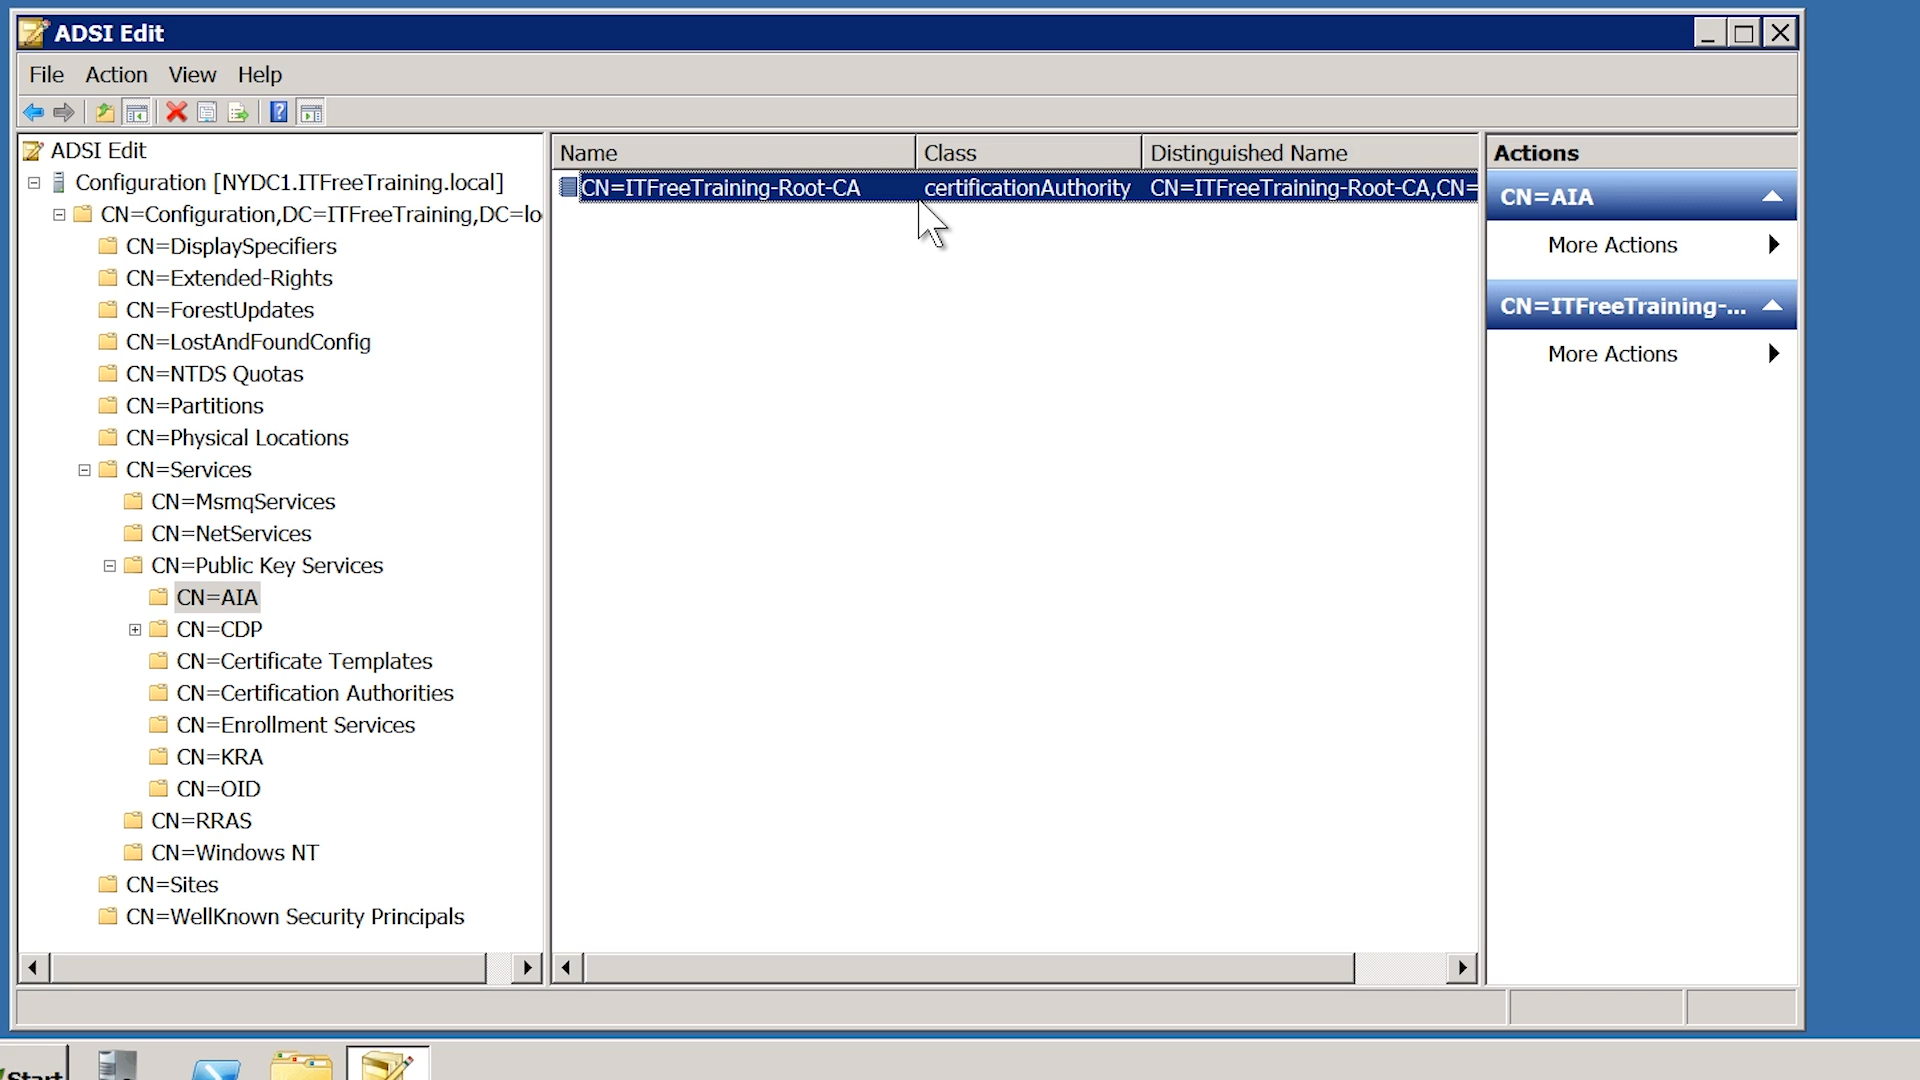 ADSI Edit
File Action View Help
ADSI Edit
Configuration [NYDC1.ITFreeTraining.local]
CN=Configuration,DC=ITFreeTraining,DC=lo
CN=DisplaySpecifiers
CN=Extended-Rights
CN=ForestUpdates
CN=LostAndFoundConfig
CN=NTDS Quotas
CN=Partitions
CN=Physical Locations
CN=Services
CN=MsmqServices
CN=NetServices
CN=Public Key Services
CN=AIA
CN=CDP
CN=Certificate Templates
CN=Certification Authorities
CN=Enrollment Services
CN=KRA
CN=OID
CN=RRAS
CN=Windows NT
CN=Sites
CN=WellKnown Security Principals
Name Class Distinguished Name
CN=ITFreeTraining-Root-CA certificationAuthority CN=ITFreeTraining-Root-CA,CN=
Actions
CN=AIA
More Actions
CN=ITFreeTraining-...
More Actions
Start